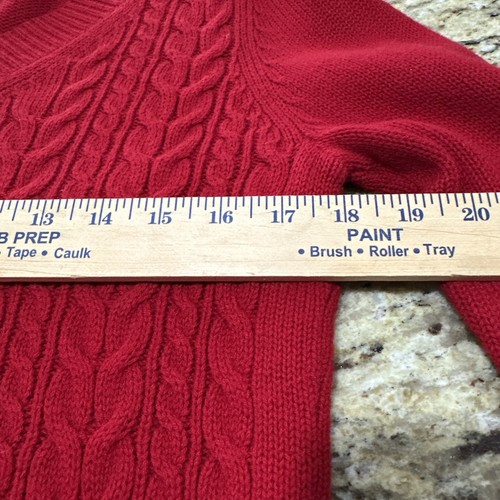 13 14 15 16 17 18 19 20
B PREP PAINT
Tape • Caulk • Brush • Roller • Tray